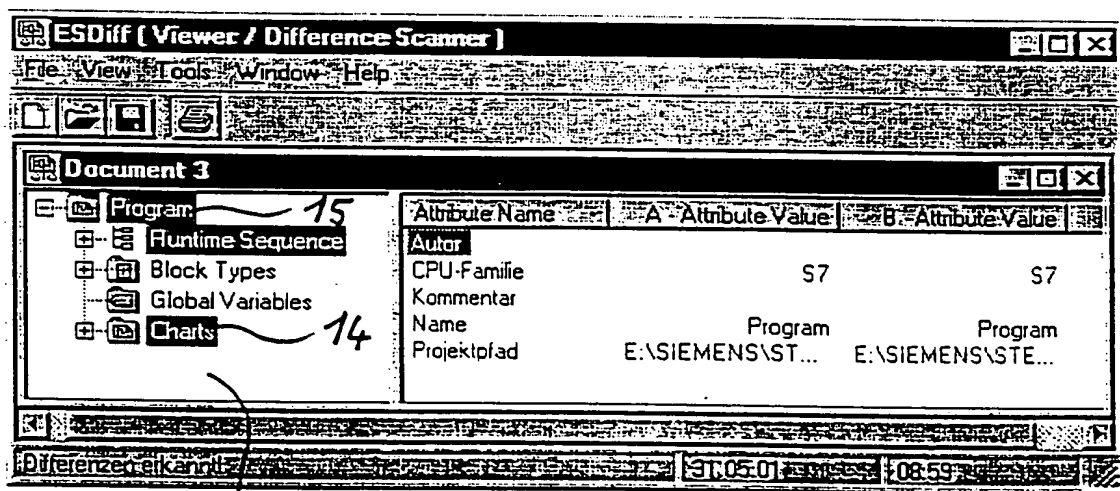 ESDiff ( Viewer / Difference Scanner )
File View Tools Window Help
Document 3
Program 15
Runtime Sequence
Block Types
Global Variables
Charts 14
Attribute Name A - Attribute Value B - Attribute Value
Autor
CPU-Familie S7 S7
Kommentar
Name Program Program
Projektpfad E:\SIEMENS\ST... E:\SIEMENS\STE...
Differenzen erkannt! 31.05.01 08:59